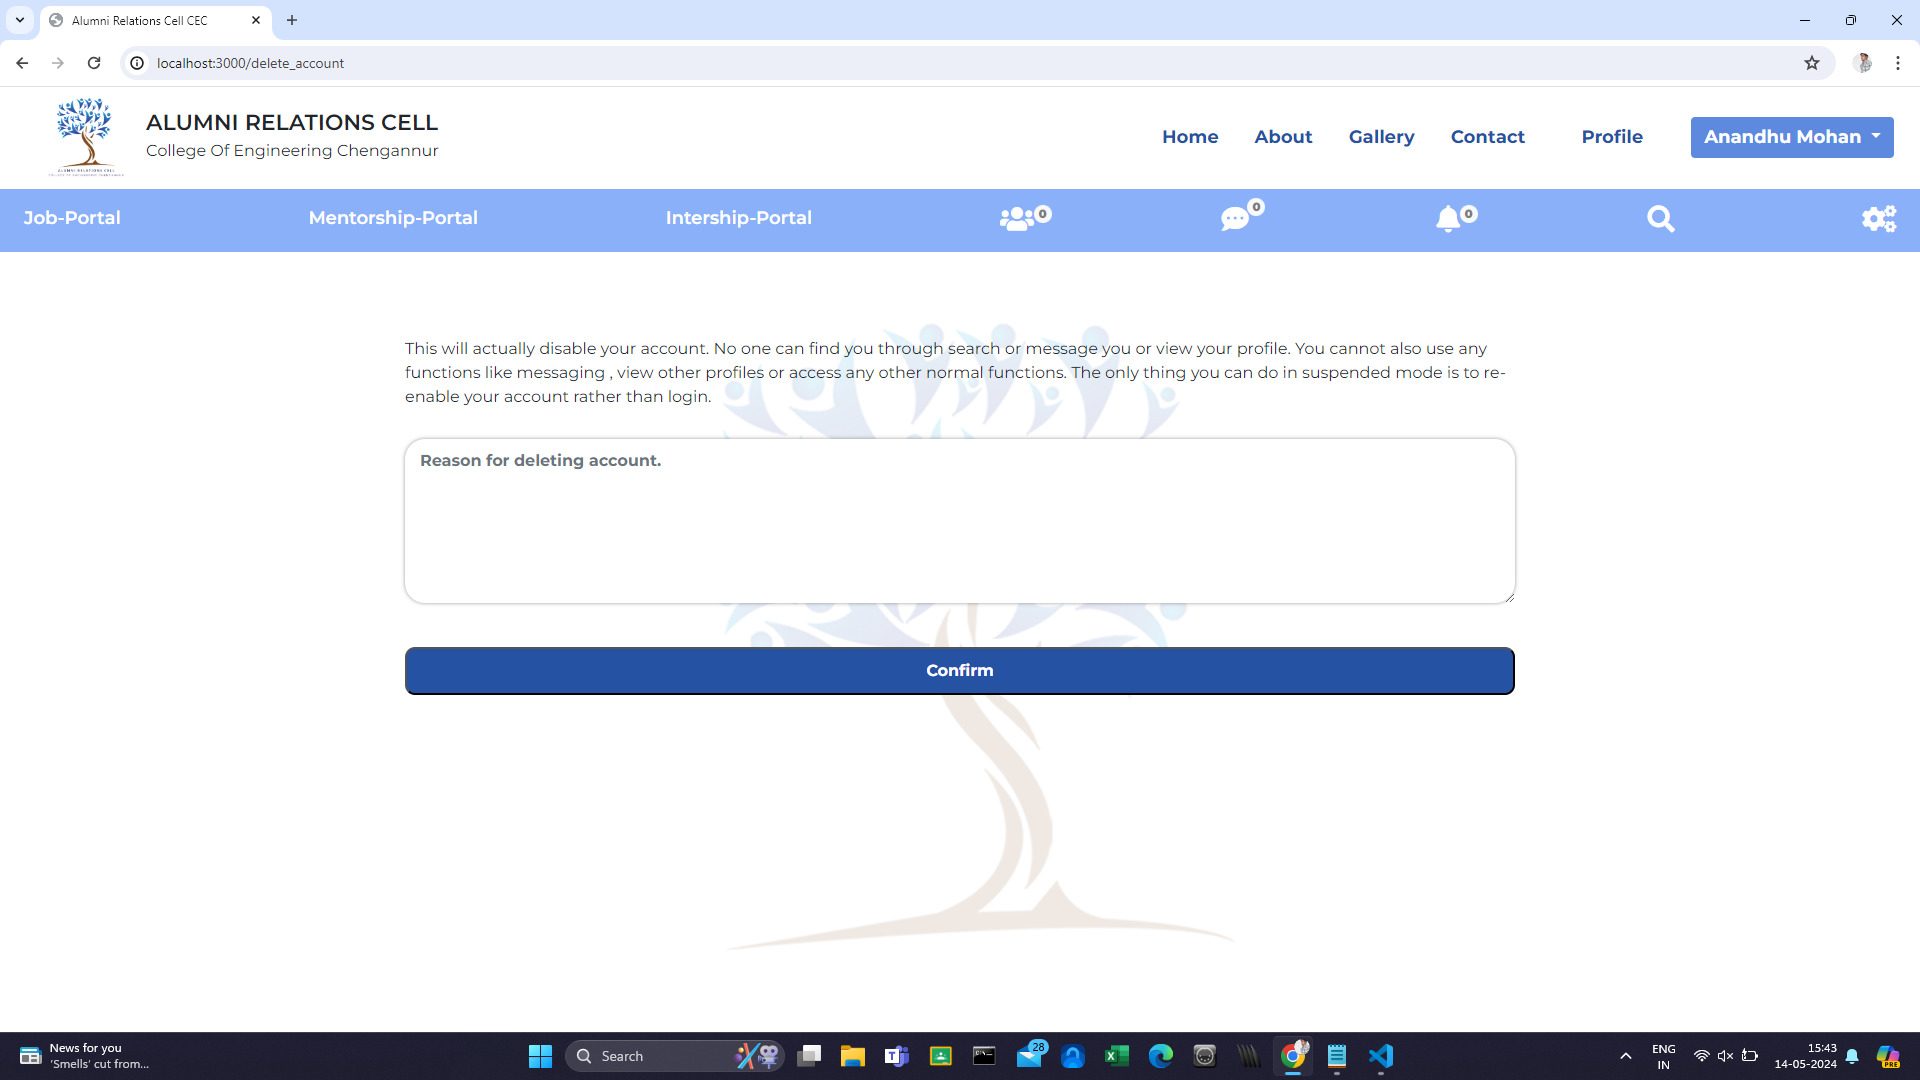 Alumni Relations Cell CEC
localhost:3000/delete_account
ALUMNI RELATIONS CELL
College Of Engineering Chengannur
Home About Gallery Contact Profile Anandhu Mohan
Job-Portal Mentorship-Portal Intership-Portal 0 0 0
This will actually disable your account. No one can find you through search or message you or view your profile. You cannot also use any
functions like messaging , view other profiles or access any other normal functions. The only thing you can do in suspended mode is to re-
enable your account rather than login.
Reason for deleting account.
Confirm
News for you
'Smells' cut from...
Search
28
ENG
IN
15:43
14-05-2024
PRE